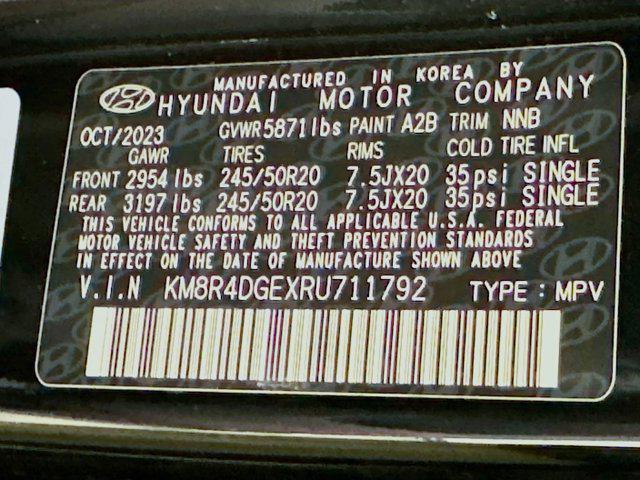 MANUFACTURED IN KOREA BY
HYUNDAI MOTOR COMPANY
OCT/2023 GVWR 5871lbs PAINT A2B TRIM NNB
GAWR TIRES RIMS COLD TIRE INFL
FRONT 2954 lbs 245/50R20 7.5JX20 35psi SINGLE
REAR 3197 lbs 245/50R20 7.5JX20 35psi SINGLE
THIS VEHICLE CONFORMS TO ALL APPLICABLE U.S.A. FEDERAL
MOTOR VEHICLE SAFETY AND THEFT PREVENTION STANDARDS
IN EFFECT ON THE DATE OF MANUFACTURE SHOWN ABOVE
V.I.N KM8R4DGEXRU711792 TYPE : MPV